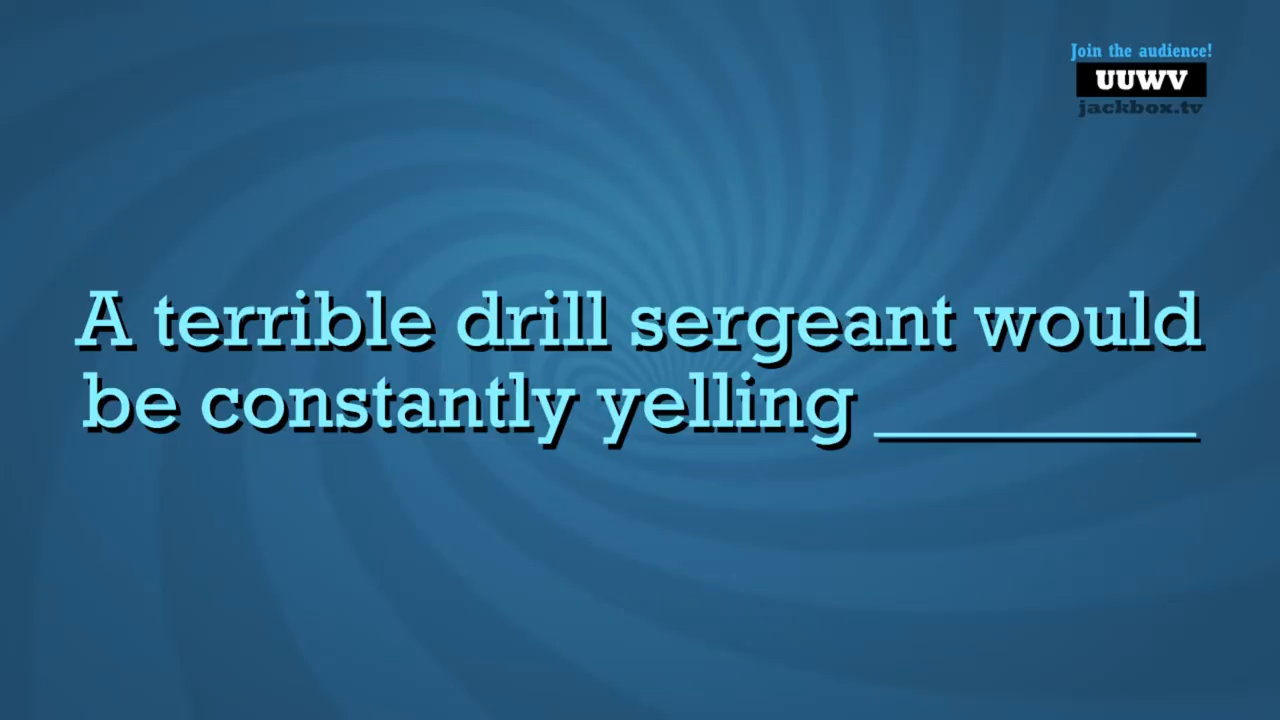 Join the audience!
UUWV
jackbox.tv
A terrible drill sergeant would
be constantly yelling ________